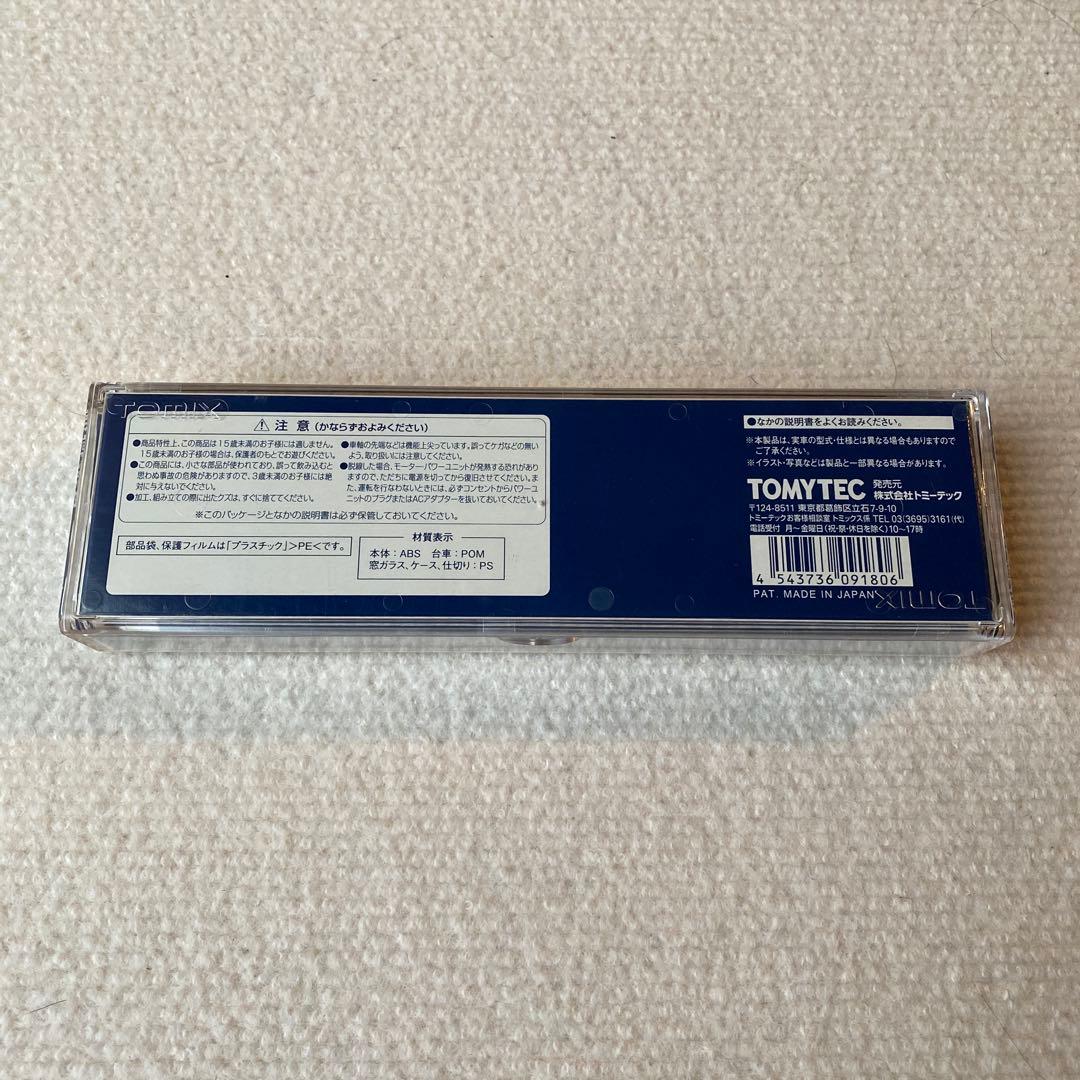 TOMIX
⚠ 注 意 (かならずおよみください)
●商品特性上、この商品は15歳未満のお子様には適しません。
15歳未満のお子様の場合は、保護者のもとでお遊びください。
●この商品には、小さな部品が使われており、誤って飲み込むと
思わぬ事故の危険がありますので、3歳未満のお子様には絶
対に与えないでください。
●加工、組み立ての際に出たクズは、すぐに捨ててください。
●車軸の先端などは機能上尖っています。誤ってケガなどの無い
よう、取り扱いには注意してください。
●脱線した場合、モーター・パワーユニットが発熱する恐れがあり
ますので、ただちに電源を切ってから復旧させてください。ま
た、運転を行なわないときには、必ずコンセントからパワーユ
ニットのプラグまたはACアダプターを抜いておいてください。
※このパッケージとなかの説明書は必ず保管しておいてください。
部品袋、保護フィルムは「プラスチック」>PE<です。
材質表示
本体：ABS 台車：POM
窓ガラス、ケース、仕切り：PS
●なかの説明書をよくお読みください。
※本製品は、実車の型式・仕様とは異なる場合もありますので
ご了承ください。
※イラスト・写真などは製品と一部異なる場合があります。
TOMYTEC 発売元 株式会社トミーテック
〒124-8511 東京都葛飾区立石7-9-10
トミーテックお客様相談室 トミックス係 TEL 03(3695)3161(代)
電話受付 月〜金曜日(祝・祭・休日を除く)10〜17時
4 543736 091806
PAT. MADE IN JAPAN
TOMIX